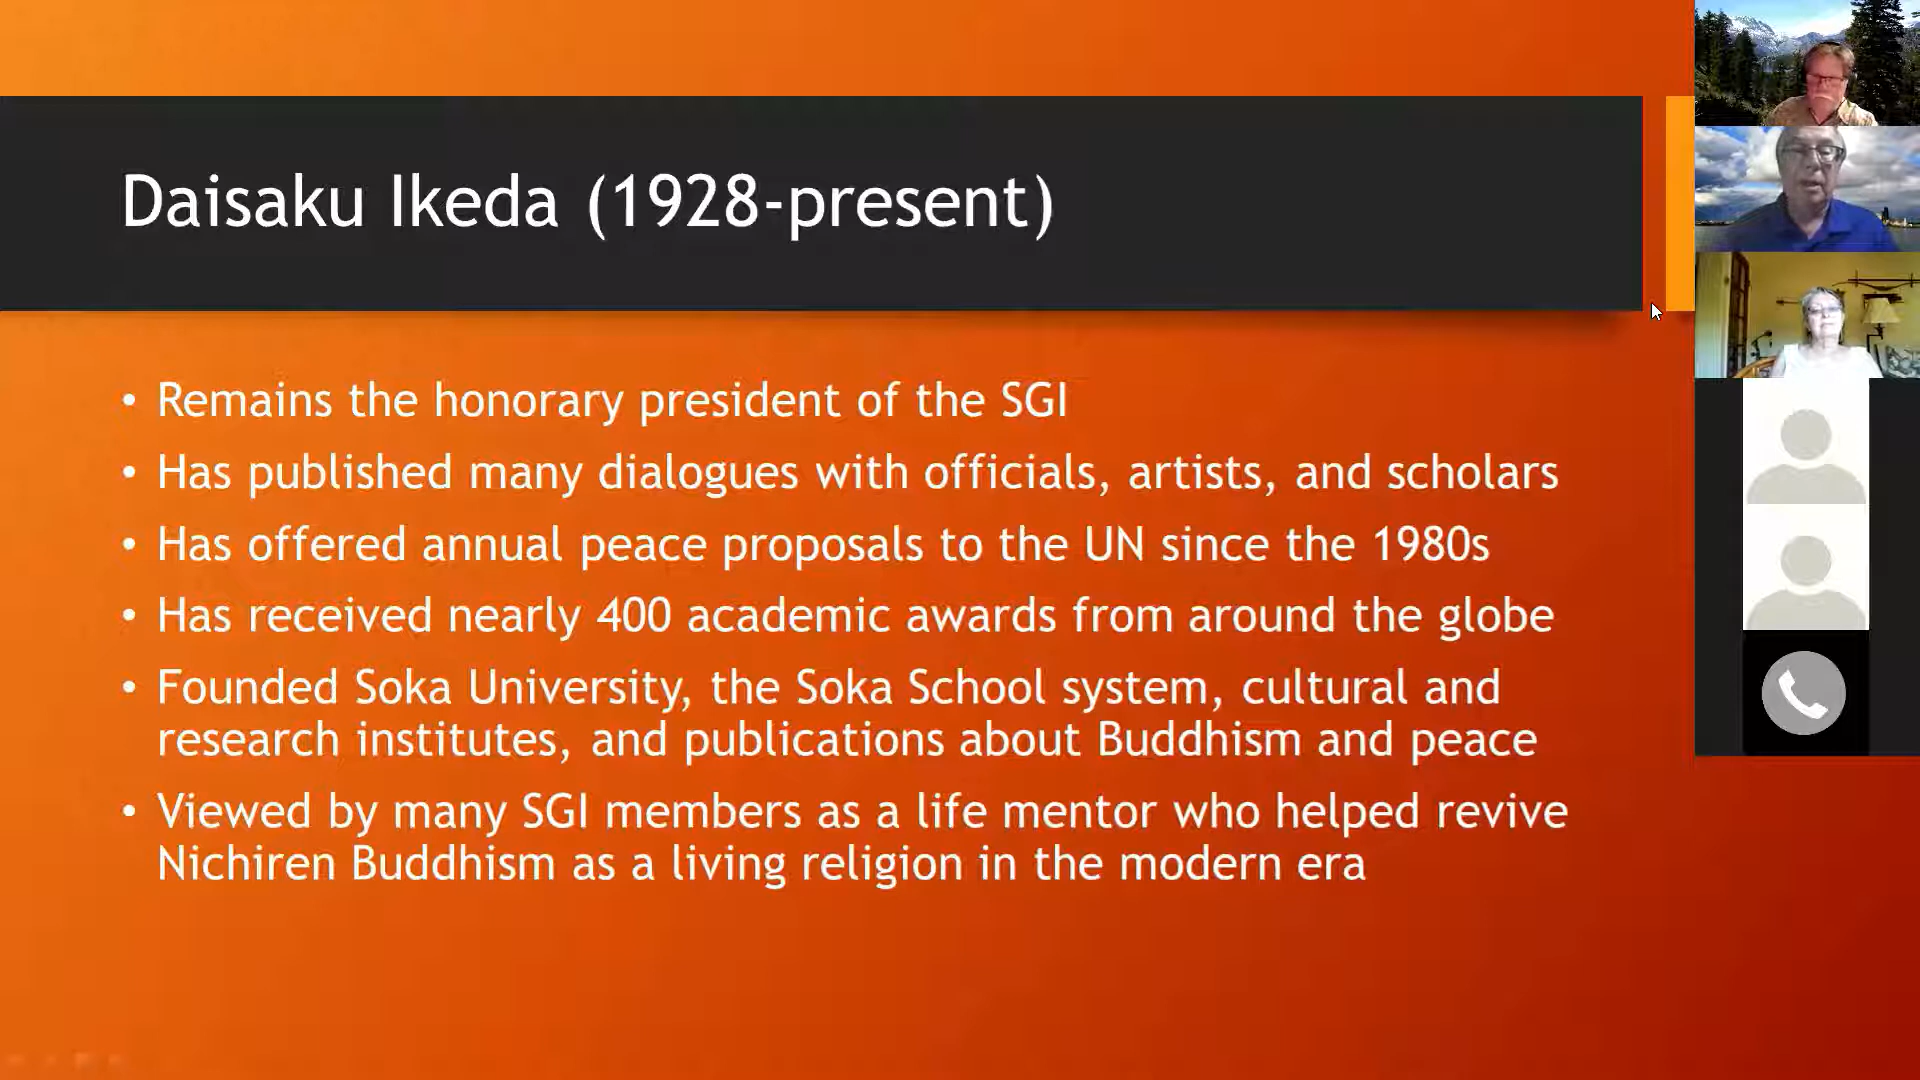 Daisaku Ikeda (1928-present)
• Remains the honorary president of the SGI
• Has published many dialogues with officials, artists, and scholars
• Has offered annual peace proposals to the UN since the 1980s
• Has received nearly 400 academic awards from around the globe
• Founded Soka University, the Soka School system, cultural and
research institutes, and publications about Buddhism and peace
• Viewed by many SGI members as a life mentor who helped revive
Nichiren Buddhism as a living religion in the modern era